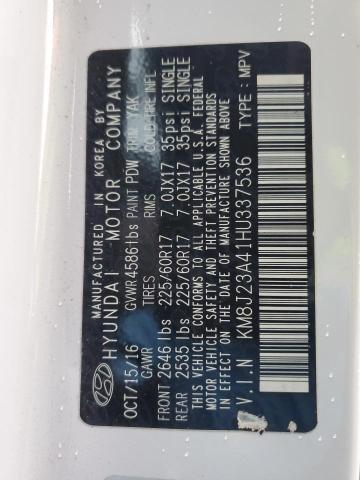 MANUFACTURED IN KOREA BY
HYUNDAI MOTOR COMPANY
OCT/15/16 GVWR 4586 lbs PAINT PDW TRIM YAK
GAWR TIRES RIMS COLD TIRE INFL
FRONT 2646 lbs 225/60R17 7.0JX17 35psi SINGLE
REAR 2535 lbs 225/60R17 7.0JX17 35psi SINGLE
THIS VEHICLE CONFORMS TO ALL APPLICABLE U.S.A. FEDERAL
MOTOR VEHICLE SAFETY AND THEFT PREVENTION STANDARDS
IN EFFECT ON THE DATE OF MANUFACTURE SHOWN ABOVE
V.I.N KM8J23A41HU337536 TYPE : MPV